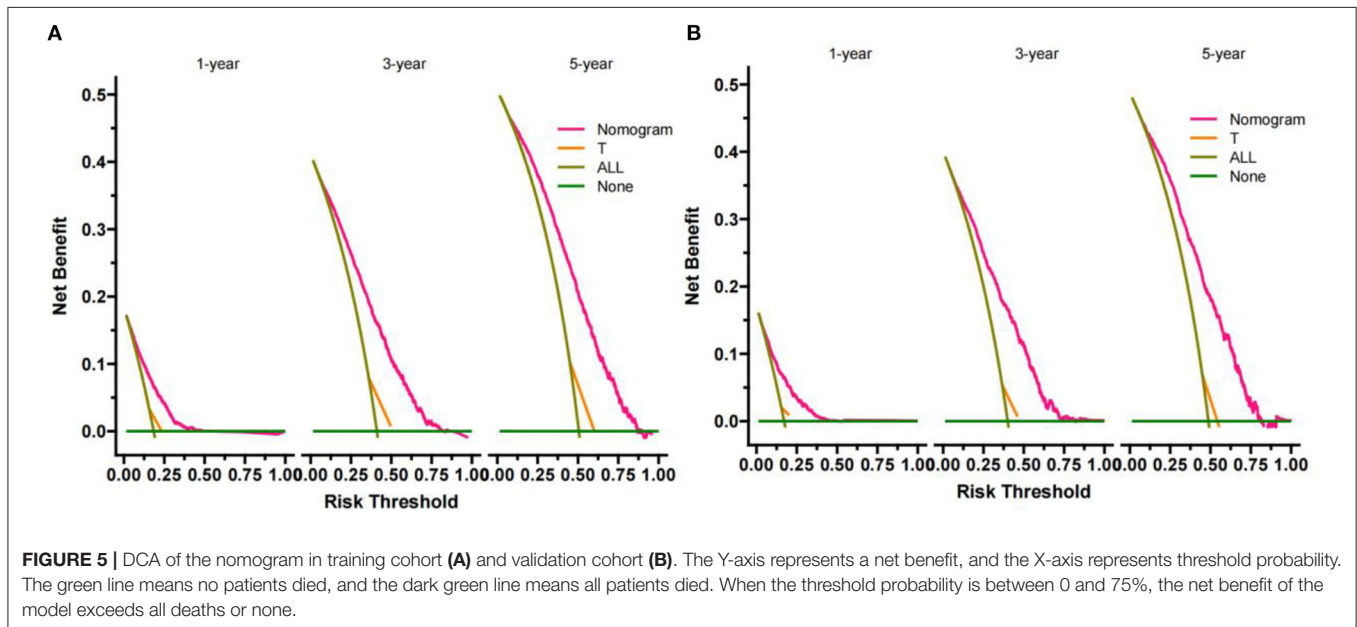 A
1-year
3-year
5-year
Net Benefit
0.5
0.4
0.3
0.2
0.1
0.0
Nomogram
T
ALL
None
0.00 0.25 0.50 0.75 1.00
0.00 0.25 0.50 0.75 1.00
0.00 0.25 0.50 0.75 1.00
Risk Threshold
B
1-year
3-year
5-year
Net Benefit
0.5
0.4
0.3
0.2
0.1
0.0
Nomogram
T
ALL
None
0.00 0.25 0.50 0.75 1.00
0.00 0.25 0.50 0.75 1.00
0.00 0.25 0.50 0.75 1.00
Risk Threshold
FIGURE 5 | DCA of the nomogram in training cohort (A) and validation cohort (B). The Y-axis represents a net benefit, and the X-axis represents threshold probability.
The green line means no patients died, and the dark green line means all patients died. When the threshold probability is between 0 and 75%, the net benefit of the
model exceeds all deaths or none.